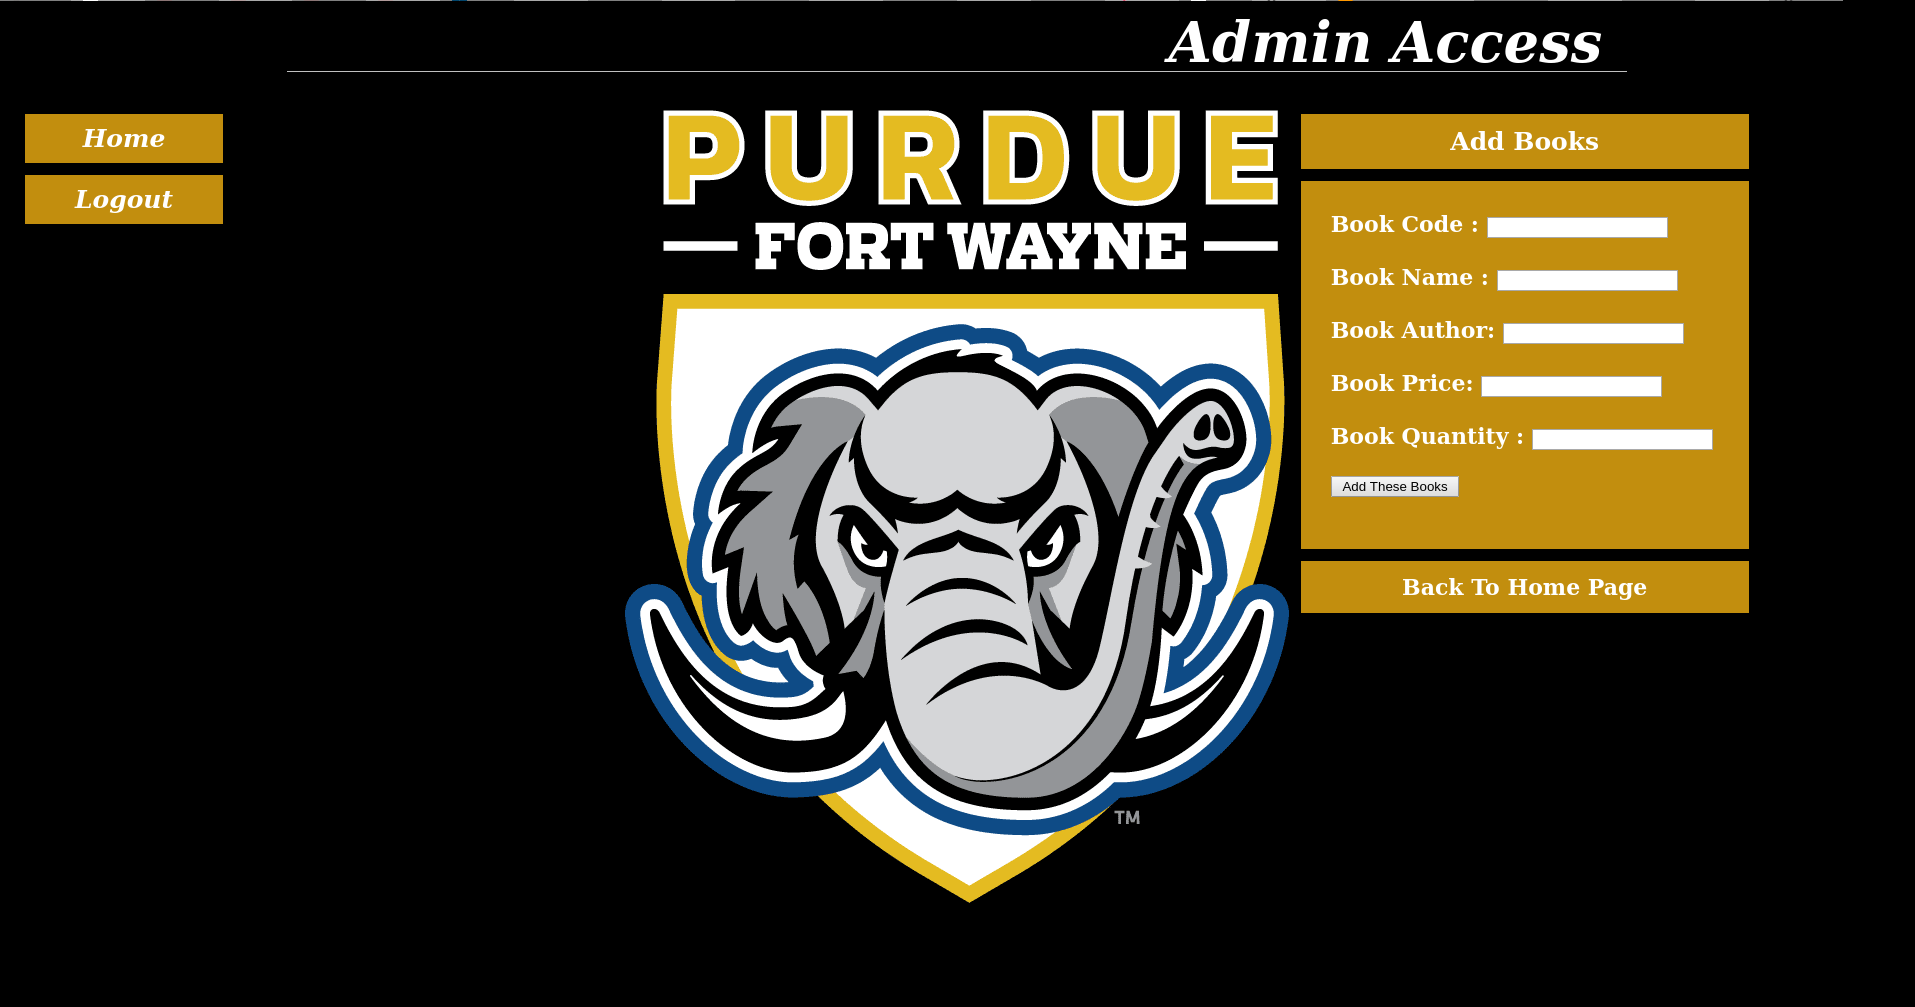 Admin Access
Home
Logout
PURDUE
FORT WAYNE
TM
Add Books
Book Code :
Book Name :
Book Author:
Book Price:
Book Quantity :
Add These Books
Back To Home Page